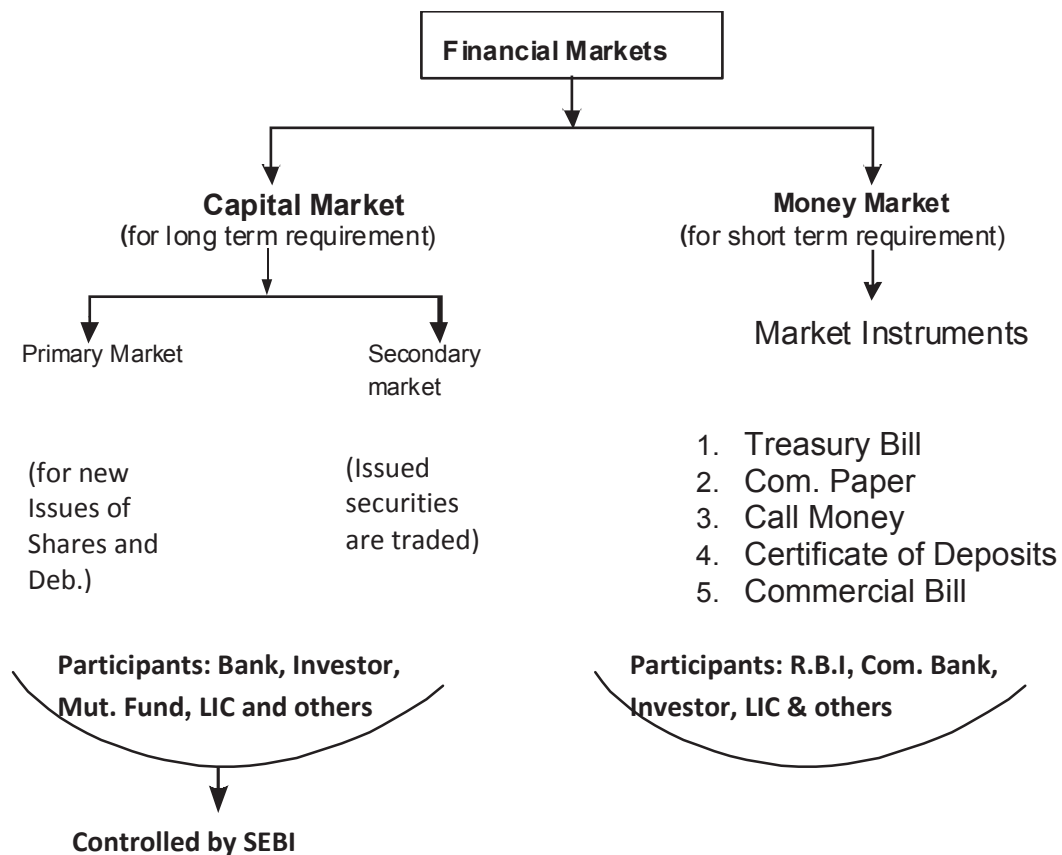 Financial Markets
Capital Market
(for long term requirement)
Primary Market
Secondary
market
(for new
Issues of
Shares and
Deb.)
(Issued
securities
are traded)
Participants: Bank, Investor,
Mut. Fund, LIC and others
Controlled by SEBI
Money Market
(for short term requirement)
Market Instruments
1. Treasury Bill
2. Com. Paper
3. Call Money
4. Certificate of Deposits
5. Commercial Bill
Participants: R.B.I, Com. Bank,
Investor, LIC & others